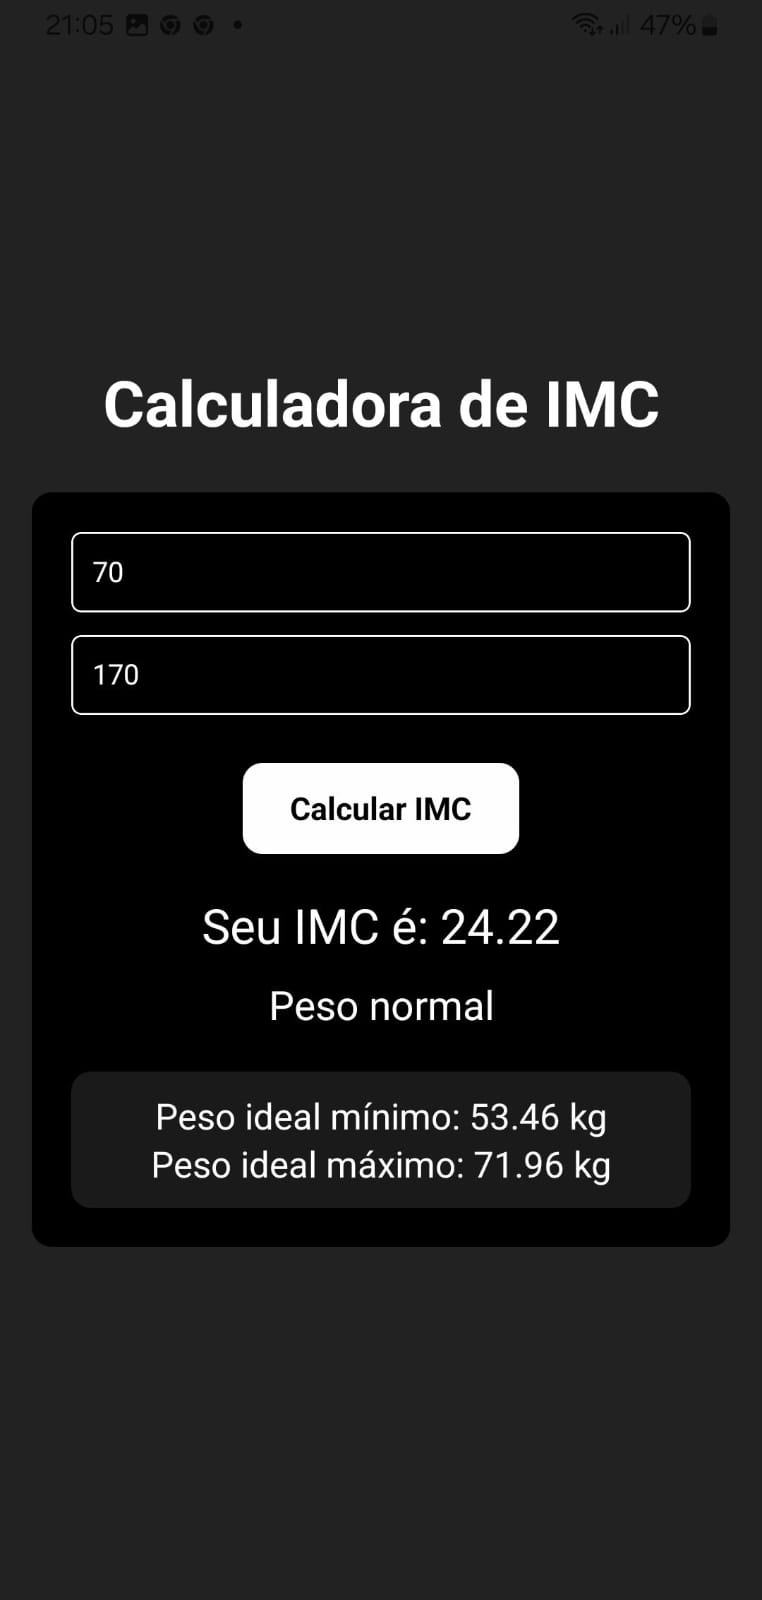 21:05 47%
Calculadora de IMC
70
170
Calcular IMC
Seu IMC é: 24.22
Peso normal
Peso ideal mínimo: 53.46 kg
Peso ideal máximo: 71.96 kg